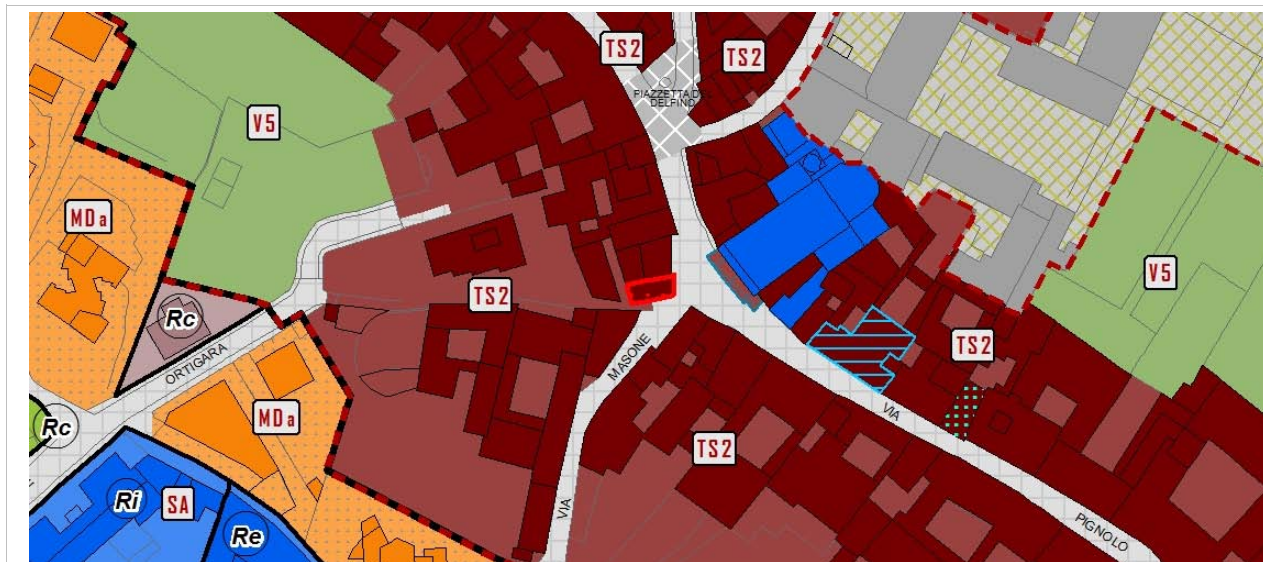 TS2
TS2
PIAZZETTA DEL
DELFINO
V5
MDa
V5
TS2
Rc
TS2
ORTIGARA
MASONE
MDa
VIA
Rc
TS2
Ri
SA
Re
VIA
PIGNOLO